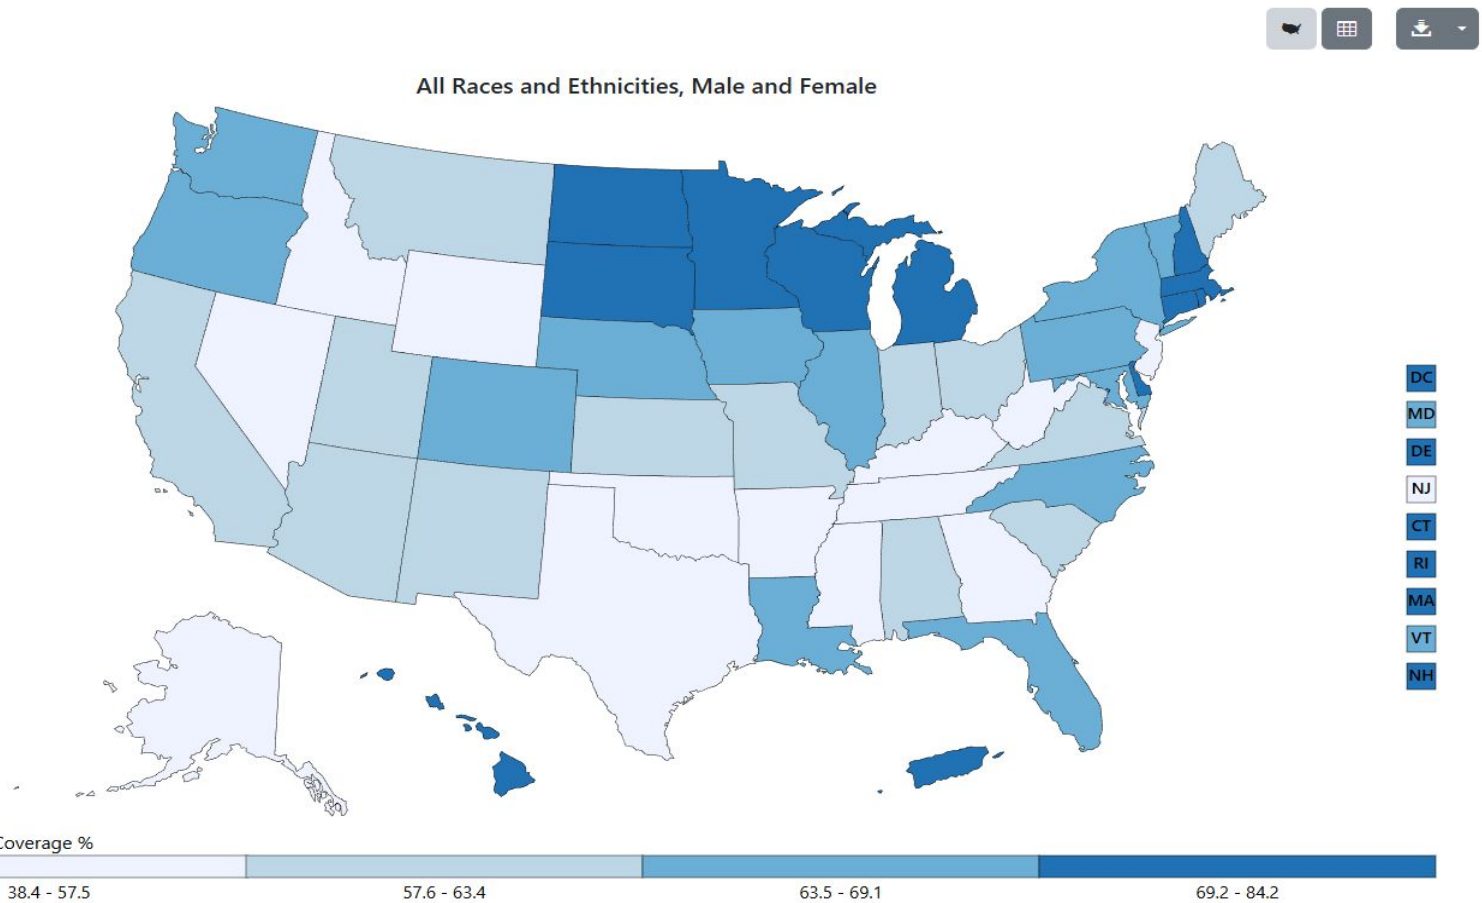 All Races and Ethnicities, Male and Female
DC
MD
DE
NJ
CT
RI
MA
VT
NH
Coverage %
38.4 - 57.5
57.6 - 63.4
63.5 - 69.1
69.2 - 84.2